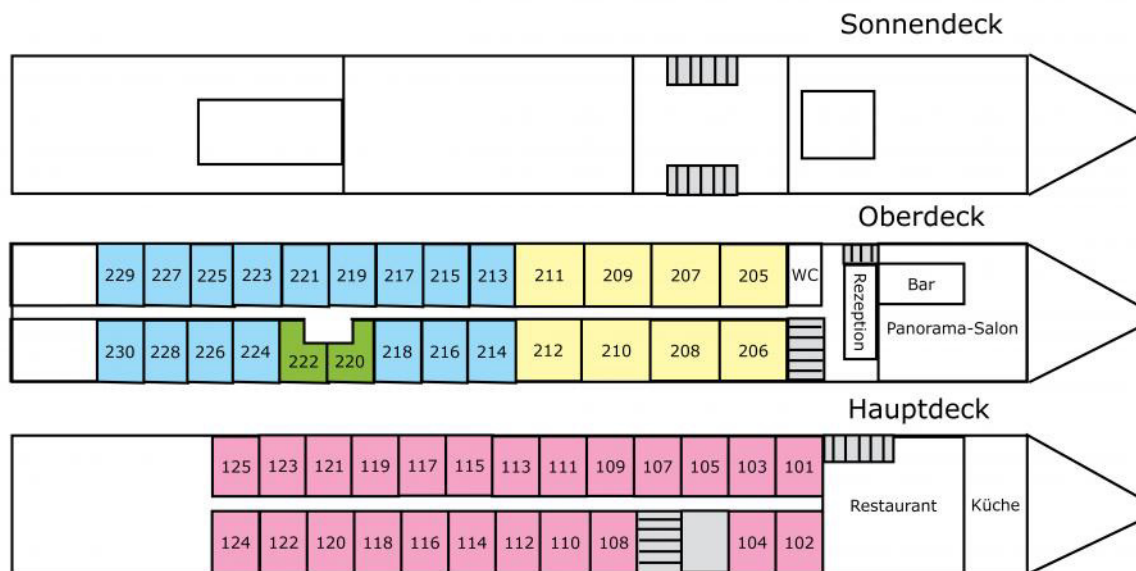 Sonnendeck
Oberdeck
229 227 225 223 221 219 217 215 213 211 209 207 205 WC
Rezeption
Bar
Panorama-Salon
230 228 226 224 222 220 218 216 214 212 210 208 206
Hauptdeck
125 123 121 119 117 115 113 111 109 107 105 103 101
Restaurant
Küche
124 122 120 118 116 114 112 110 108 104 102